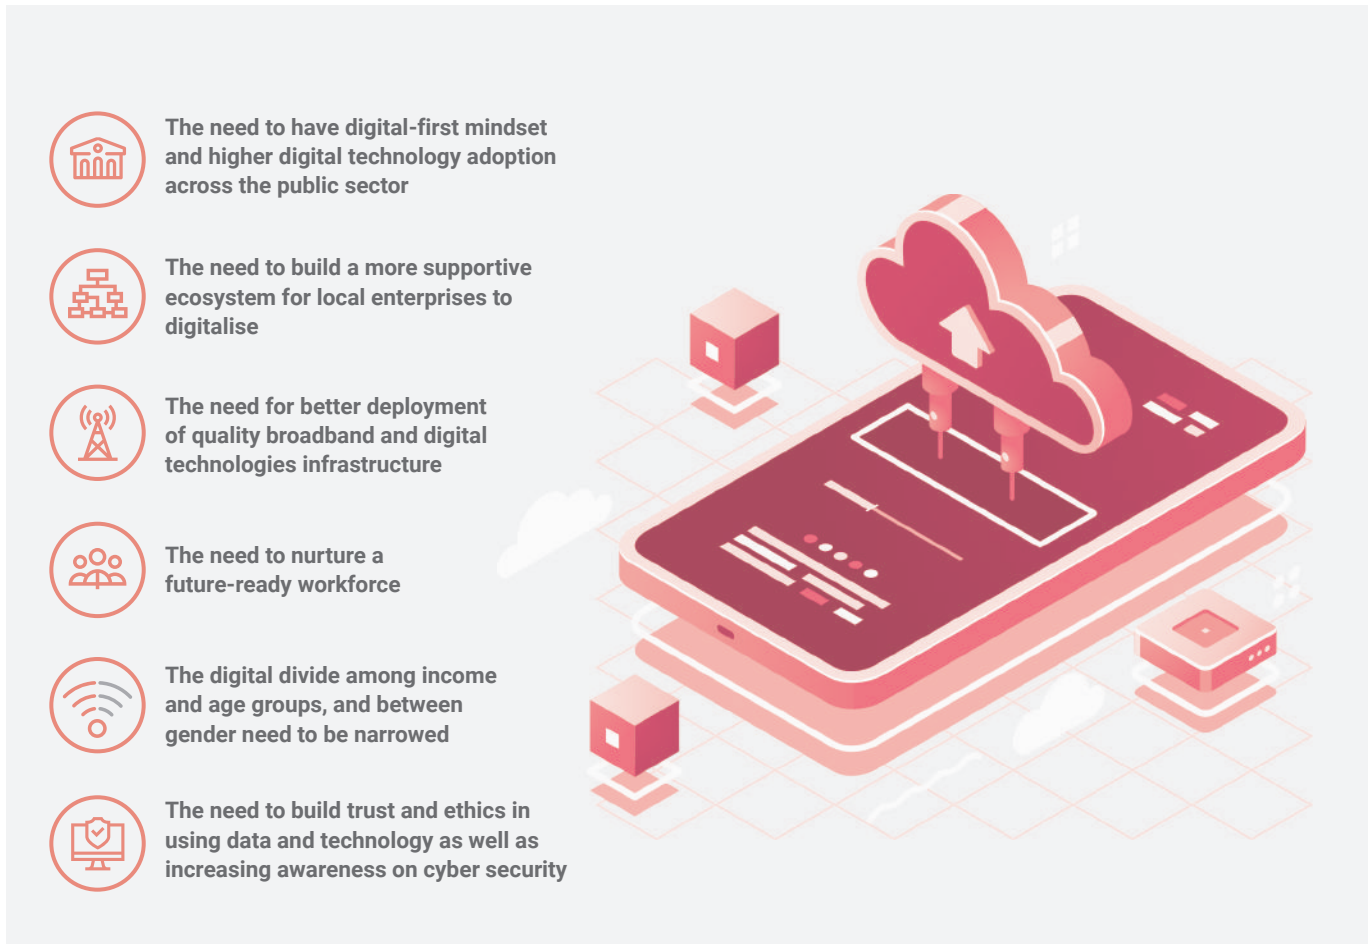 The need to have digital-first mindset
and higher digital technology adoption
across the public sector
The need to build a more supportive
ecosystem for local enterprises to
digitalise
The need for better deployment
of quality broadband and digital
technologies infrastructure
The need to nurture a
future-ready workforce
The digital divide among income
and age groups, and between
gender need to be narrowed
The need to build trust and ethics in
using data and technology as well as
increasing awareness on cyber security